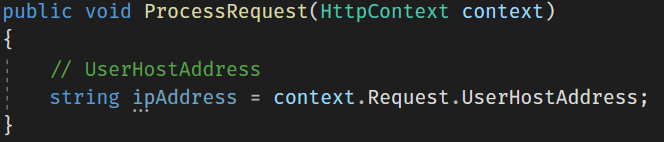 public void ProcessRequest(HttpContext context)
{
    // UserHostAddress
    string ipAddress = context.Request.UserHostAddress;
}